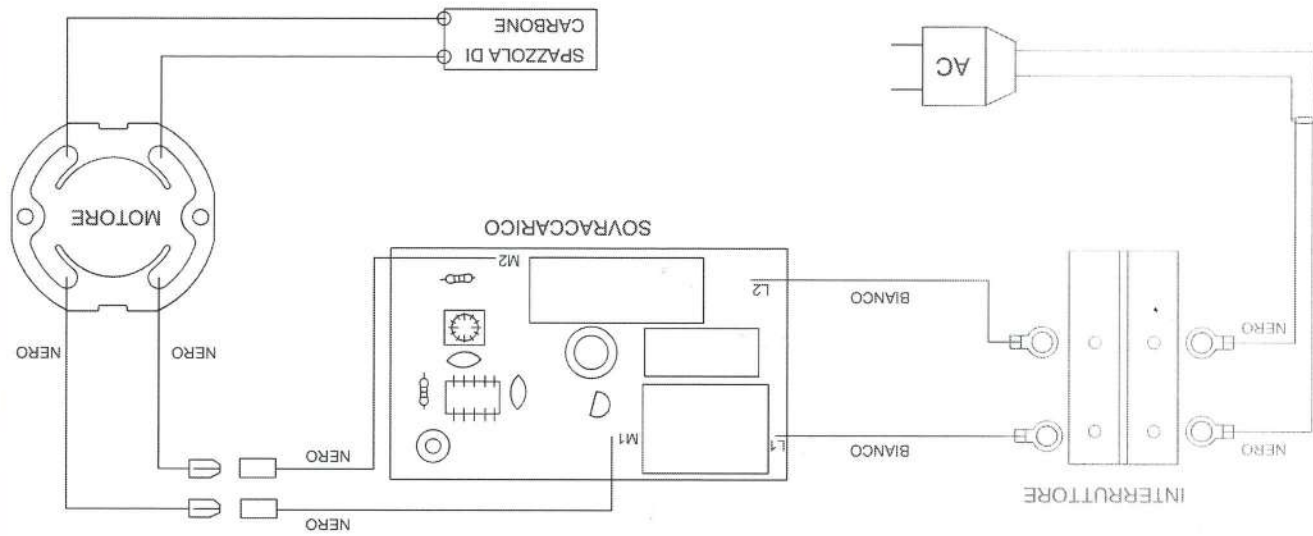 NERO
INTERRUTTORE
NERO
BIANCO
L1
M1
NERO
NERO
NERO
NERO
BIANCO
L2
M2
SOVRACCARICO
MOTORE
AC
SPAZZOLA DI
CARBONE